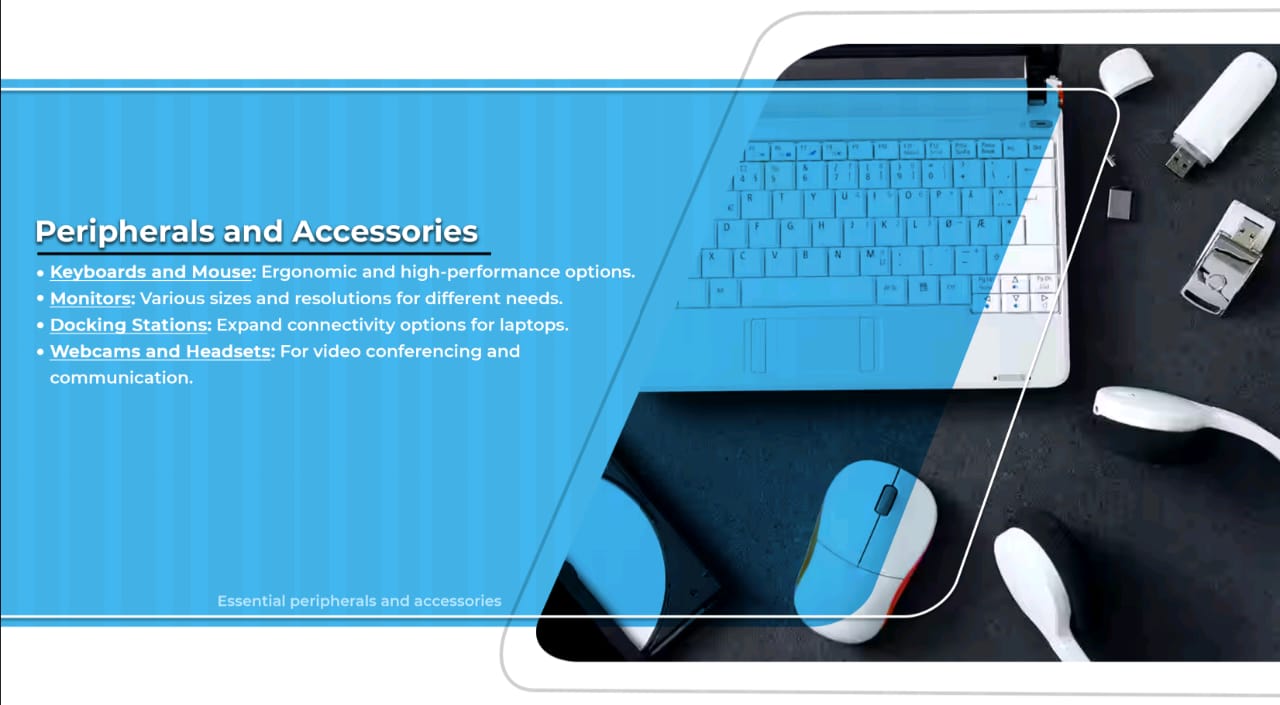 Peripherals and Accessories
• Keyboards and Mouse: Ergonomic and high-performance options.
• Monitors: Various sizes and resolutions for different needs.
• Docking Stations: Expand connectivity options for laptops.
• Webcams and Headsets: For video conferencing and
communication.
Essential peripherals and accessories